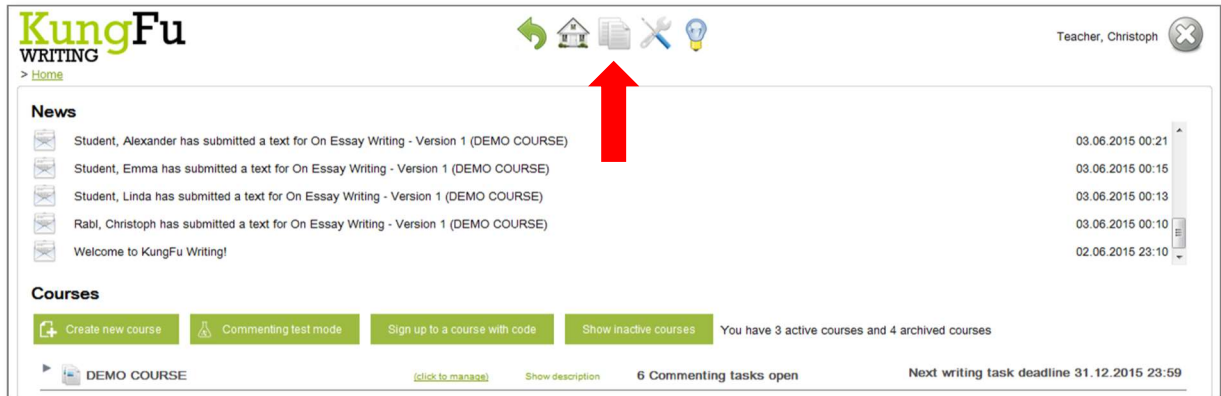 KungFu
WRITING
Teacher, Christoph
> Home
News
Student, Alexander has submitted a text for On Essay Writing - Version 1 (DEMO COURSE) 03.06.2015 00:21
Student, Emma has submitted a text for On Essay Writing - Version 1 (DEMO COURSE) 03.06.2015 00:15
Student, Linda has submitted a text for On Essay Writing - Version 1 (DEMO COURSE) 03.06.2015 00:13
Rabl, Christoph has submitted a text for On Essay Writing - Version 1 (DEMO COURSE) 03.06.2015 00:10
Welcome to KungFu Writing! 02.06.2015 23:10
Courses
Create new course Commenting test mode Sign up to a course with code Show inactive courses You have 3 active courses and 4 archived courses
DEMO COURSE (click to manage) Show description 6 Commenting tasks open Next writing task deadline 31.12.2015 23:59